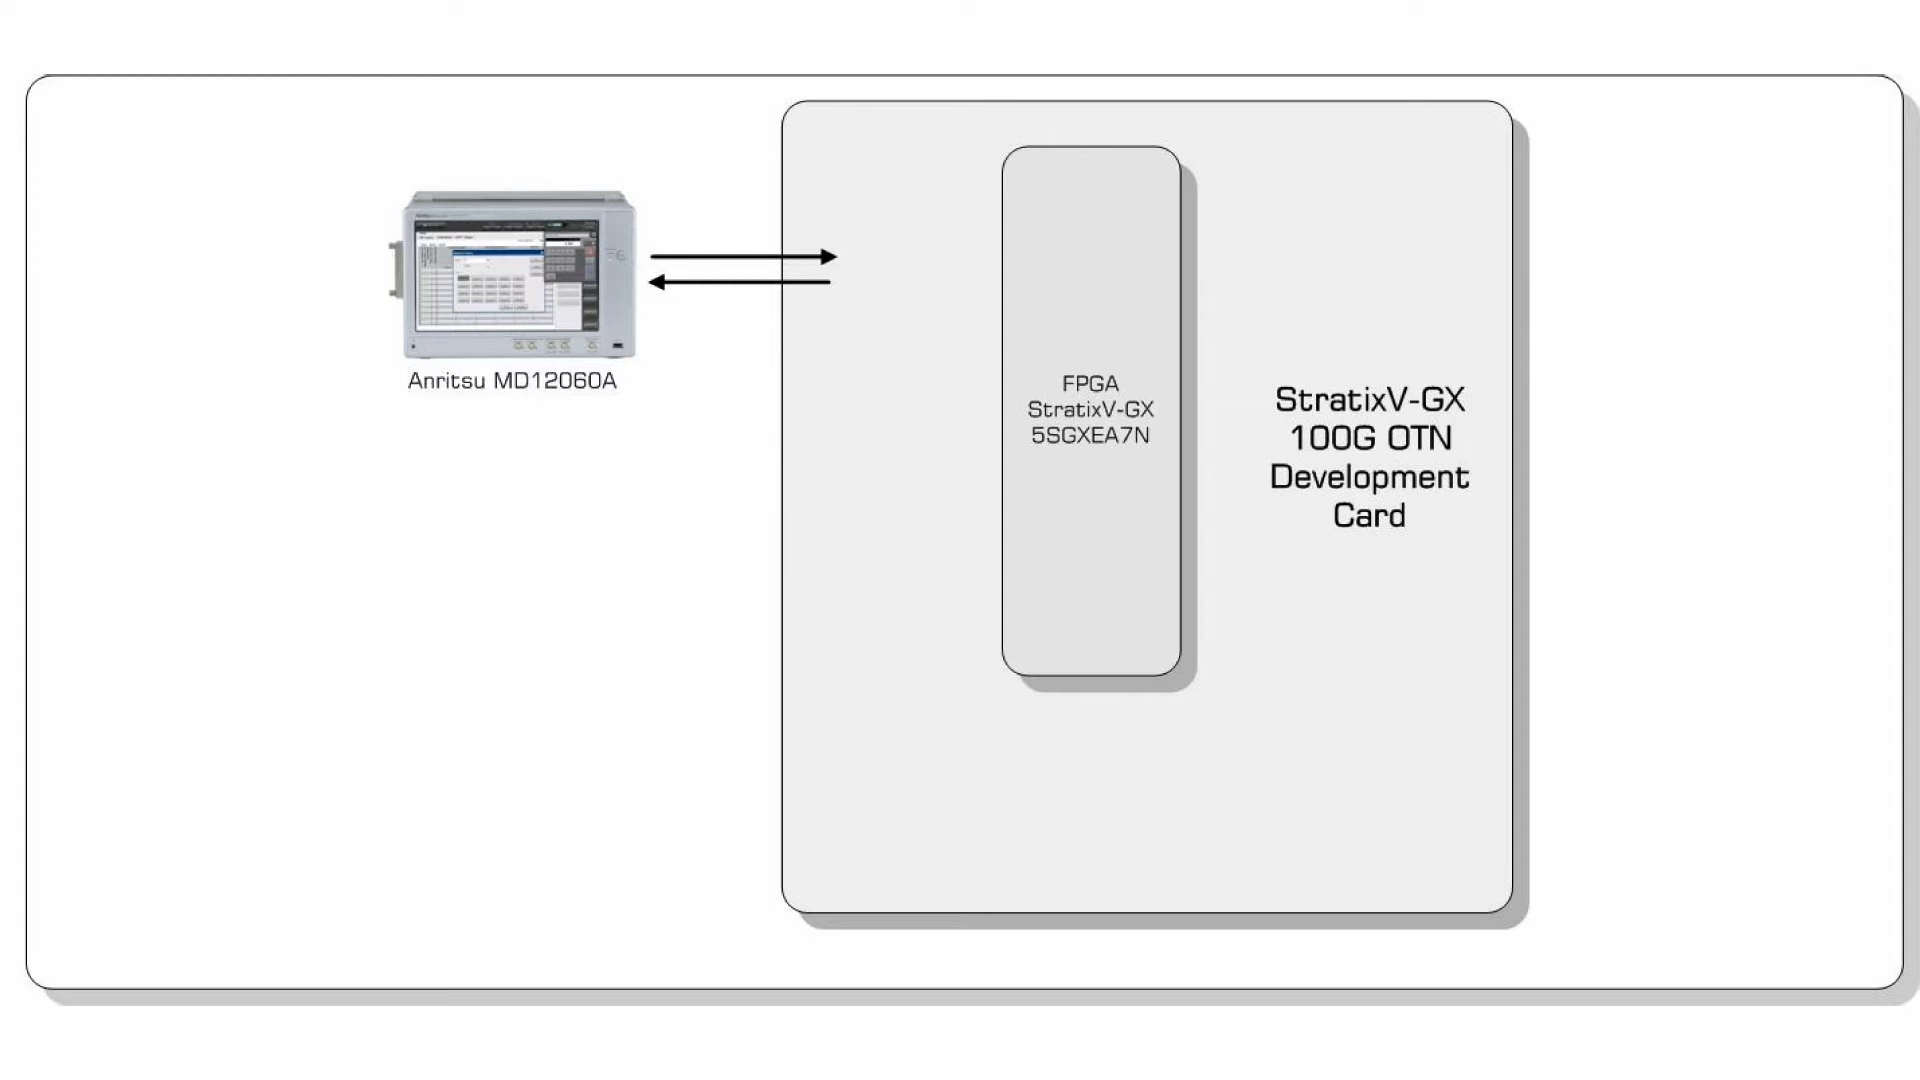 Anritsu MD12060A
FPGA
StratixV-GX
5SGXEA7N
StratixV-GX
100G OTN
Development
Card